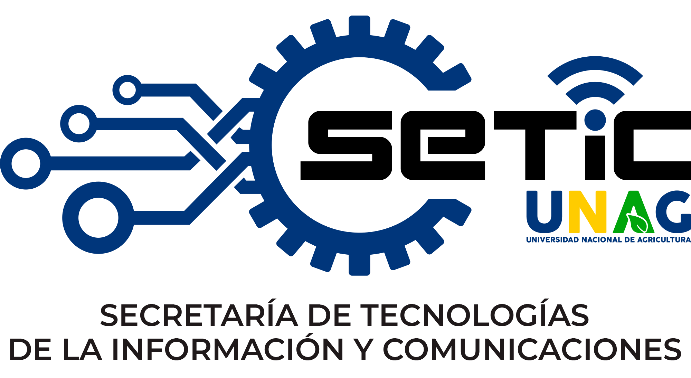 SETiC
UNAG
UNIVERSIDAD NACIONAL DE AGRICULTURA
SECRETARÍA DE TECNOLOGÍAS
DE LA INFORMACIÓN Y COMUNICACIONES